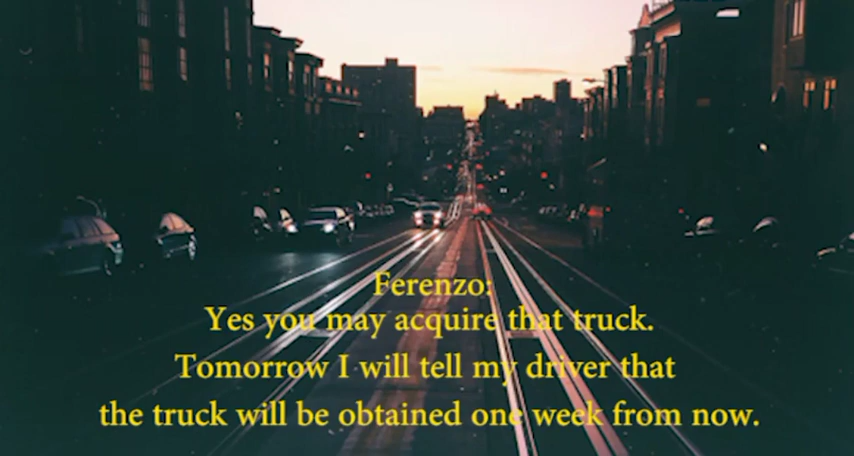 Ferenzo:
Yes you may acquire that truck.
Tomorrow I will tell my driver that
the truck will be obtained one week from now.